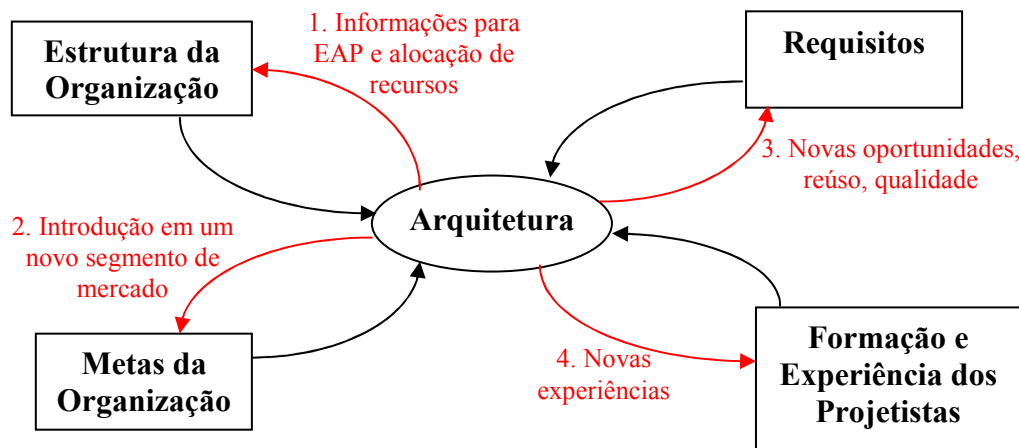 Estrutura da
Organização
1. Informações para
EAP e alocação de
recursos
Requisitos
3. Novas oportunidades,
reúso, qualidade
Arquitetura
2. Introdução em um
novo segmento de
mercado
Metas da
Organização
4. Novas
experiências
Formação e
Experiência dos
Projetistas